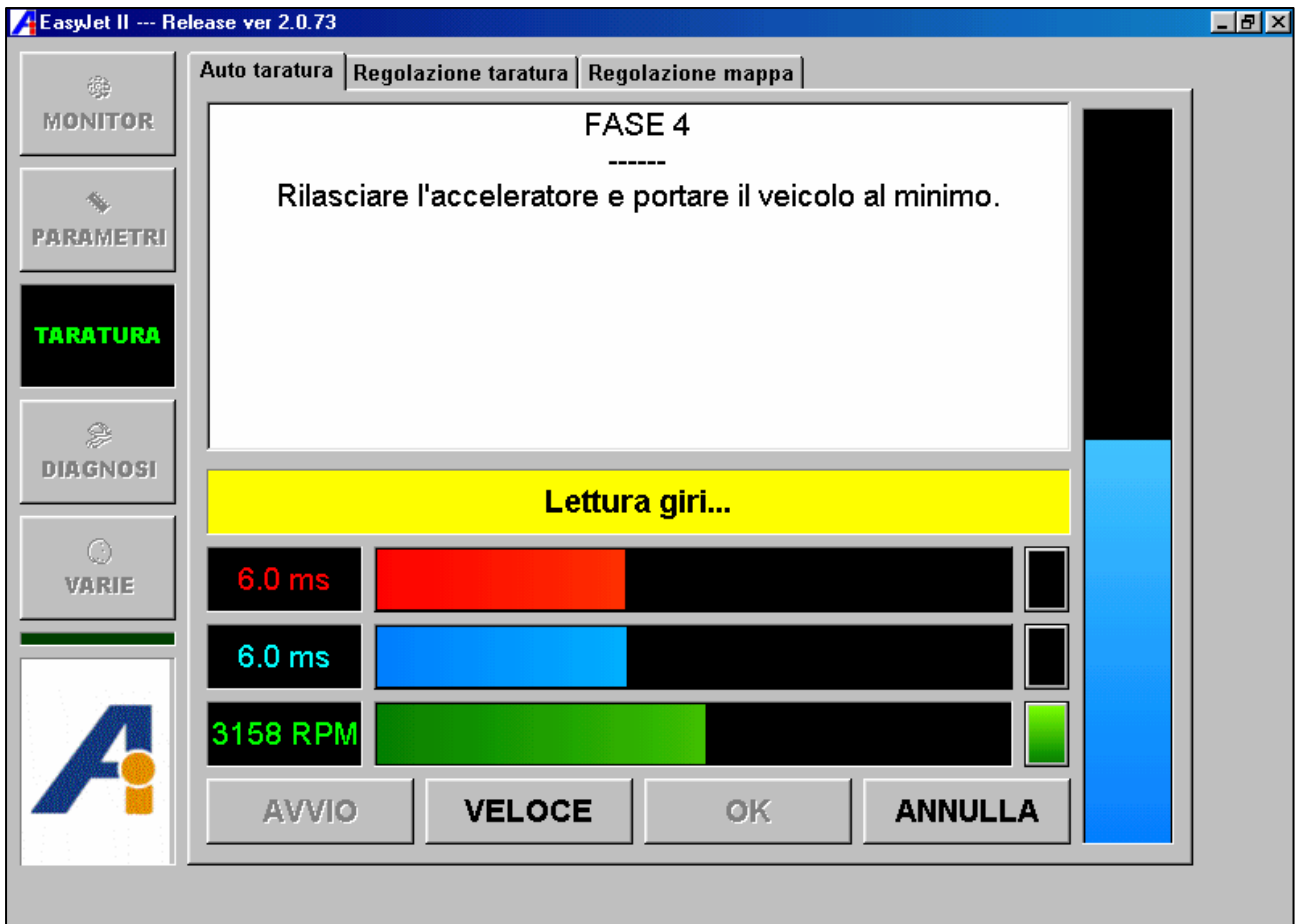 EasyJet II --- Release ver 2.0.73
MONITOR
PARAMETRI
TARATURA
DIAGNOSI
VARIE
Auto taratura
Regolazione taratura
Regolazione mappa
FASE 4
------
Rilasciare l'acceleratore e portare il veicolo al minimo.
Lettura giri...
6.0 ms
6.0 ms
3158 RPM
AVVIO
VELOCE
OK
ANNULLA